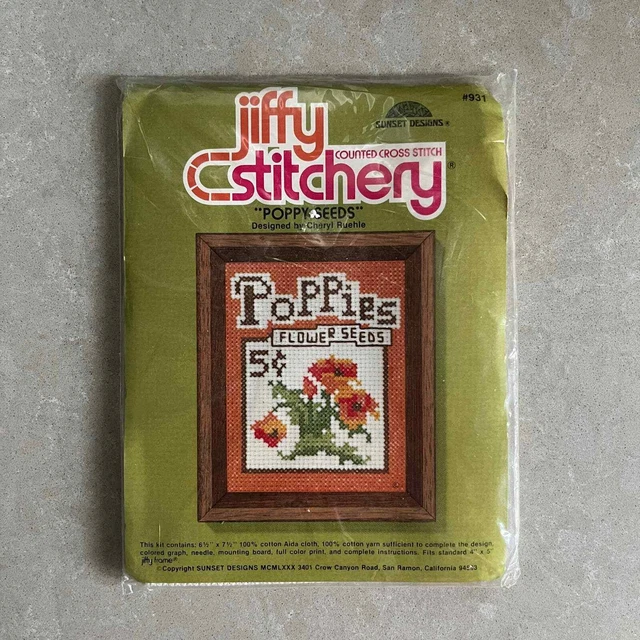 #931
jiffy
SUNSET DESIGNS®
COUNTED CROSS STITCH
stitchery®
"POPPY SEEDS"
Designed by Cheryl Ruehle
Poppies
FLOWER SEEDS
5¢
This kit contains: 6½" x 7½" 100% cotton Aida cloth, 100% cotton yarn sufficient to complete the design,
colored graph, needle, mounting board, full color print, and complete instructions. Fits standard 4" x 5"
jiffy frame®.
©Copyright SUNSET DESIGNS MCMLXXX 3401 Crow Canyon Road, San Ramon, California 94583